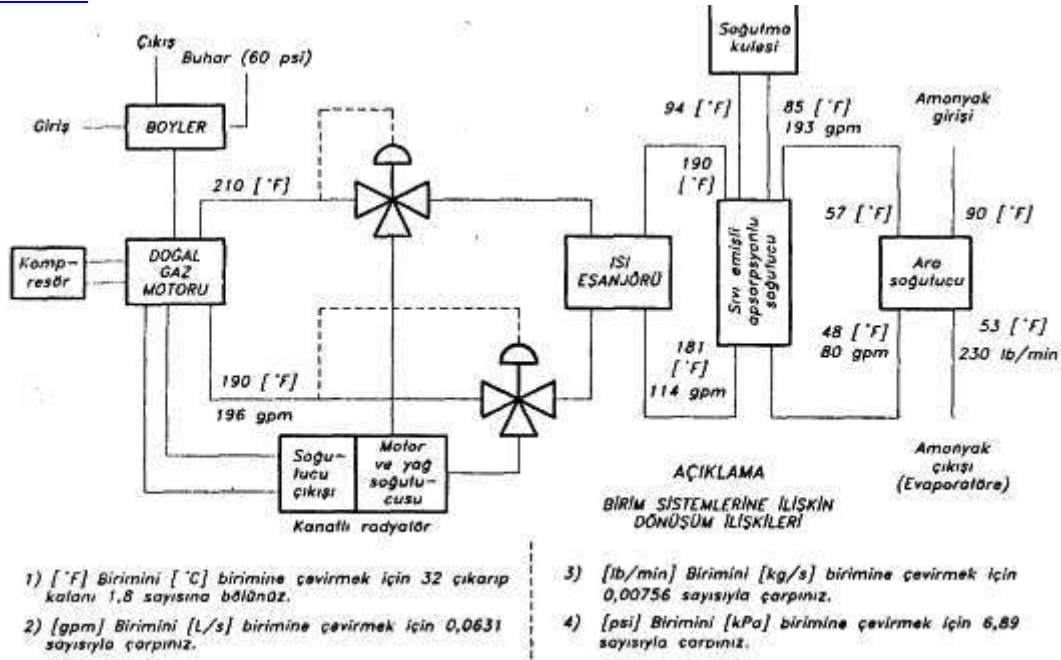 Çıkış
Buhar (60 psi)
Giriş
BOYLER
210 [°F]
Komp-
resör
DOĞAL
GAZ
MOTORU
190 [°F]
196 gpm
Soğu-
tucu
çıkışı
Motor
ve yağ
soğutu-
cusu
Kanatlı radyatör
ISI
EŞANJÖRÜ
Soğutma
kulesi
94 [°F]
85 [°F]
193 gpm
190
[°F]
Sıvı emişli
apsorpsyonlu
soğutucu
181
[°F]
114 gpm
Amonyak
girişi
57 [°F]
90 [°F]
Ara
soğutucu
48 [°F]
80 gpm
53 [°F]
230 lb/min
Amonyak
çıkışı
(Evaporatöre)
AÇIKLAMA
BİRİM SİSTEMLERİNE İLİŞKİN
DÖNÜŞÜM İLİŞKİLERİ
1) [°F] Birimini [°C] birimine çevirmek için 32 çıkarıp
kalanı 1,8 sayısına bölünüz.
2) [gpm] Birimini [L/s] birimine çevirmek için 0,0631
sayısıyla çarpınız.
3) [lb/min] Birimini [kg/s] birimine çevirmek için
0,00756 sayısıyla çarpınız.
4) [psi] Birimini [kPa] birimine çevirmek için 6,89
sayısıyla çarpınız.